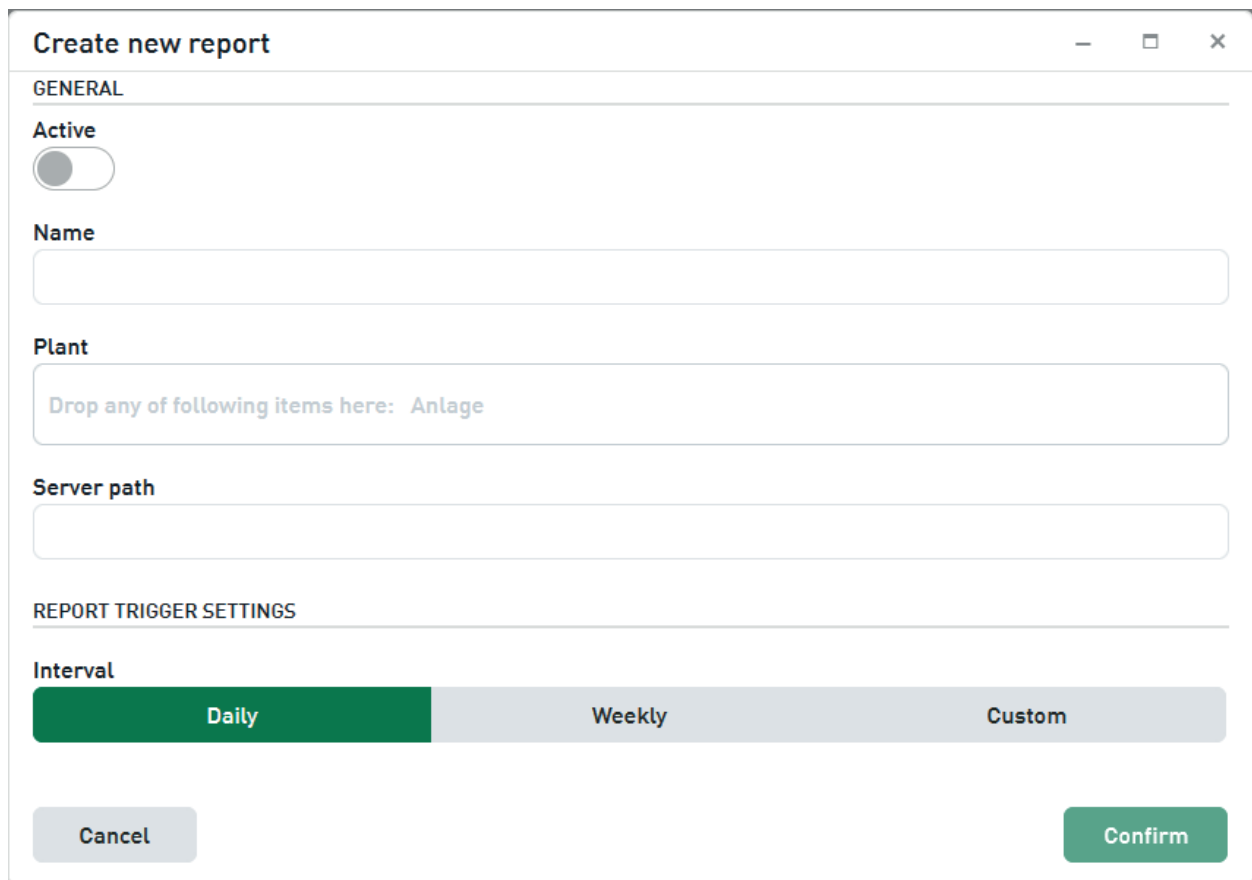 Create new report
GENERAL
Active
Name
Plant
Drop any of following items here: Anlage
Server path
REPORT TRIGGER SETTINGS
Interval
Daily Weekly Custom
Cancel Confirm